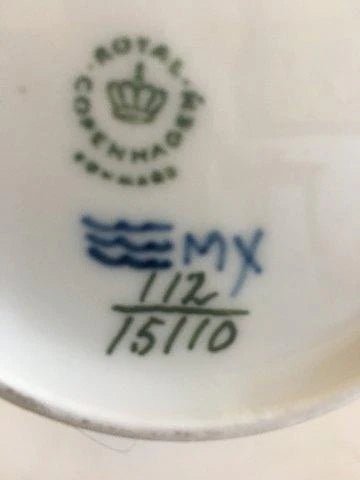 ROYAL COPENHAGEN
DENMARK
MX
112
15110